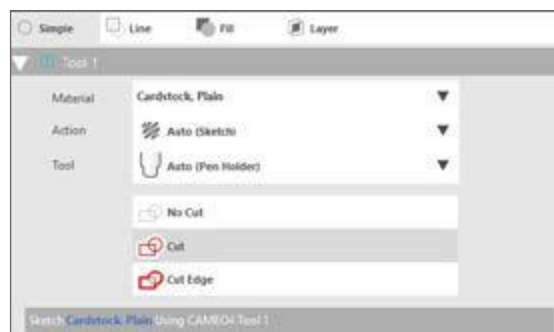 Simple Line Fill Layer
Tool 1
Material Cardstock, Plain
Action Auto (Sketch)
Tool Auto (Pen Holder)
No Cut
Cut
Cut Edge
Sketch Cardstock, Plain Using CAMEO4 Tool 1